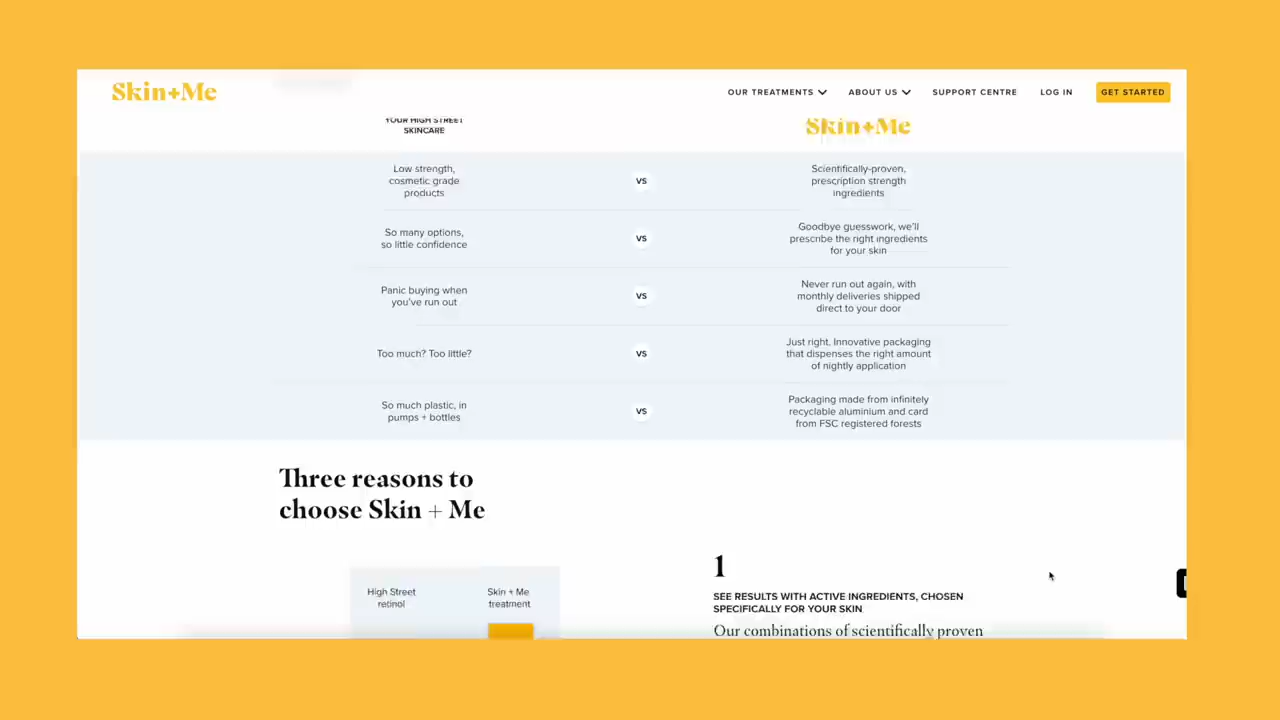 Skin+Me
OUR TREATMENTS
ABOUT US
SUPPORT CENTRE
LOG IN
GET STARTED
YOUR HIGH STREET
SKINCARE
Skin+Me
Low strength,
cosmetic grade
products
VS
Scientifically-proven,
prescription strength
ingredients
So many options,
so little confidence
VS
Goodbye guesswork, we'll
prescribe the right ingredients
for your skin
Panic buying when
you've run out
VS
Never run out again, with
monthly deliveries shipped
direct to your door
Too much? Too little?
VS
Just right. Innovative packaging
that dispenses the right amount
of nightly application
So much plastic, in
pumps + bottles
VS
Packaging made from infinitely
recyclable aluminium and card
from FSC registered forests
Three reasons to
choose Skin + Me
High Street
retinol
Skin + Me
treatment
1
SEE RESULTS WITH ACTIVE INGREDIENTS, CHOSEN
SPECIFICALLY FOR YOUR SKIN
Our combinations of scientifically proven